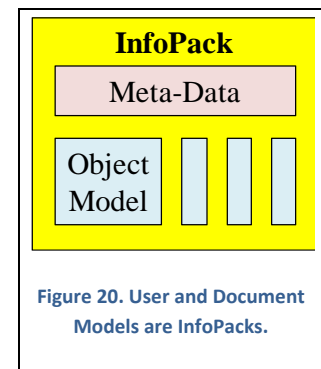 InfoPack
Meta-Data
Object
Model
Figure 20. User and Document
Models are InfoPacks.